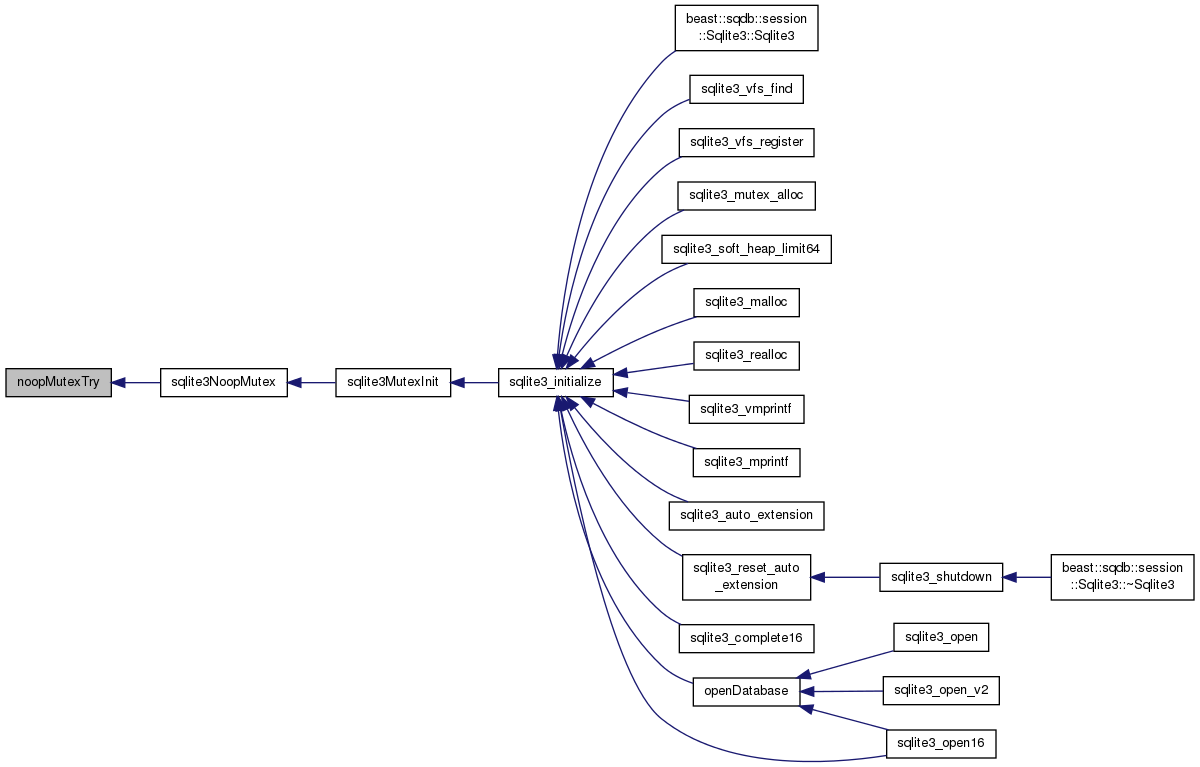 beast::sqdb::session
::Sqlite3::Sqlite3
sqlite3_vfs_find
sqlite3_vfs_register
sqlite3_mutex_alloc
sqlite3_soft_heap_limit64
sqlite3_malloc
sqlite3_realloc
noopMutexTry
sqlite3NoopMutex
sqlite3MutexInit
sqlite3_initialize
sqlite3_vmprintf
sqlite3_mprintf
sqlite3_auto_extension
sqlite3_reset_auto
_extension
sqlite3_shutdown
beast::sqdb::session
::Sqlite3::~Sqlite3
sqlite3_complete16
openDatabase
sqlite3_open
sqlite3_open_v2
sqlite3_open16